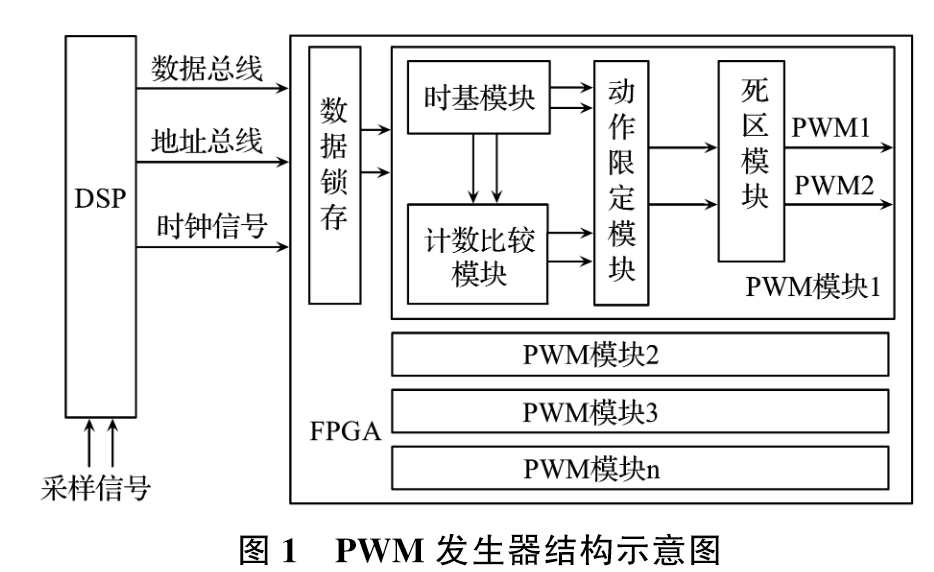 DSP
数据总线
地址总线
时钟信号
采样信号
数据锁存
时基模块
计数比较
模块
动作限定模块
死区模块
PWM1
PWM2
PWM模块1
PWM模块2
PWM模块3
PWM模块n
FPGA
图 1 PWM 发生器结构示意图